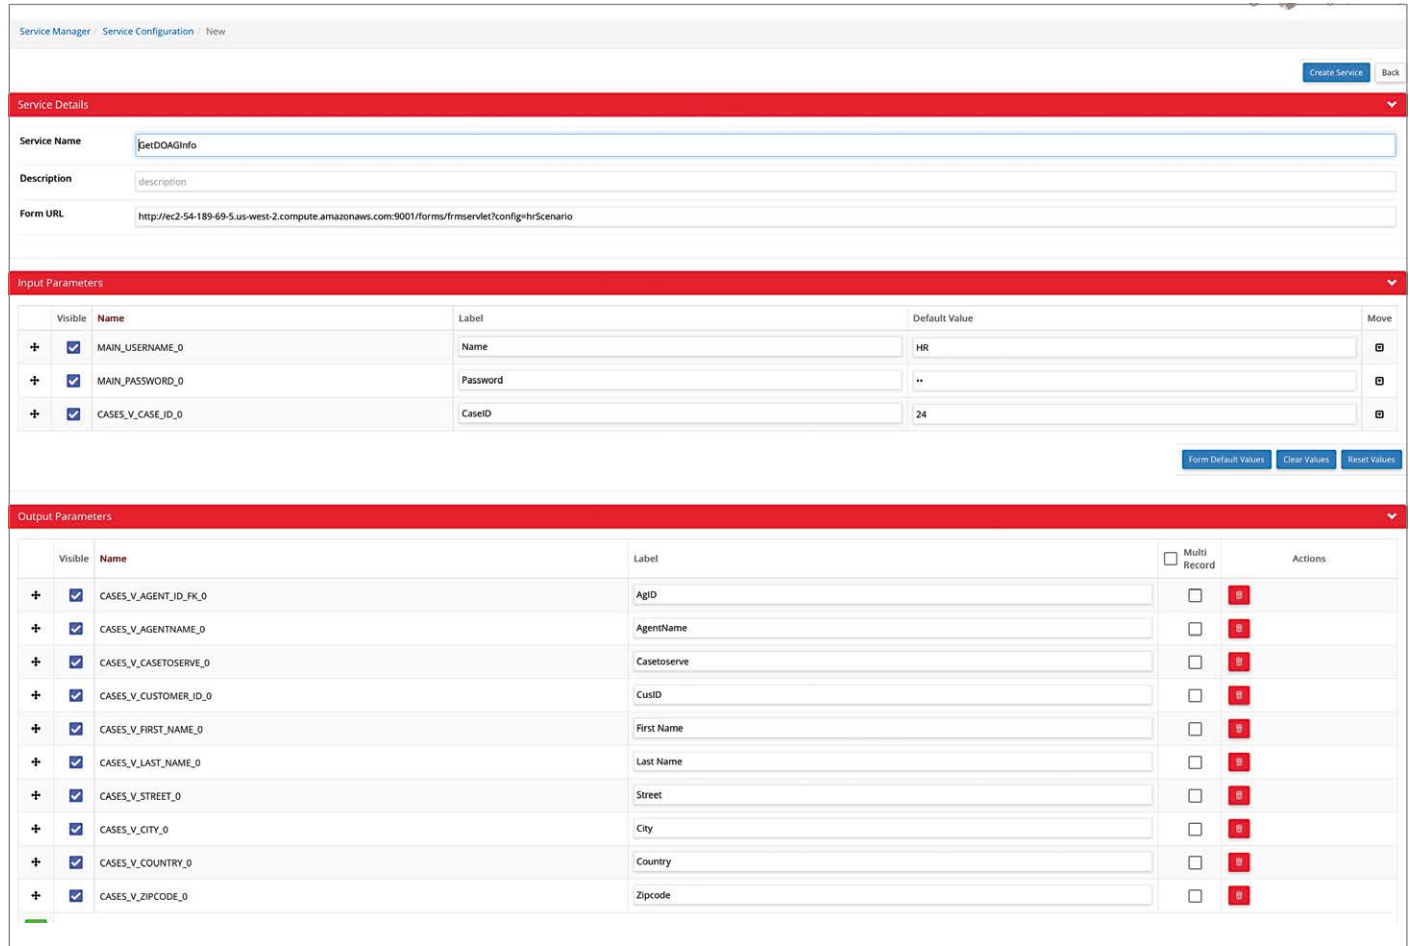 Service Manager / Service Configuration / New
Create Service Back
Service Details
Service Name GetDOAGInfo
Description description
Form URL http://ec2-54-189-69-5.us-west-2.compute.amazonaws.com:9001/forms/frmservlet?config=hrScenario
Input Parameters
Visible Name Label Default Value Move
MAIN_USERNAME_0 Name HR
MAIN_PASSWORD_0 Password ••
CASES_V_CASE_ID_0 CaseID 24
Form Default Values Clear Values Reset Values
Output Parameters
Visible Name Label Multi Record Actions
CASES_V_AGENT_ID_FK_0 AgID
CASES_V_AGENTNAME_0 AgentName
CASES_V_CASETOSERVE_0 Casetoserve
CASES_V_CUSTOMER_ID_0 CusID
CASES_V_FIRST_NAME_0 First Name
CASES_V_LAST_NAME_0 Last Name
CASES_V_STREET_0 Street
CASES_V_CITY_0 City
CASES_V_COUNTRY_0 Country
CASES_V_ZIPCODE_0 Zipcode